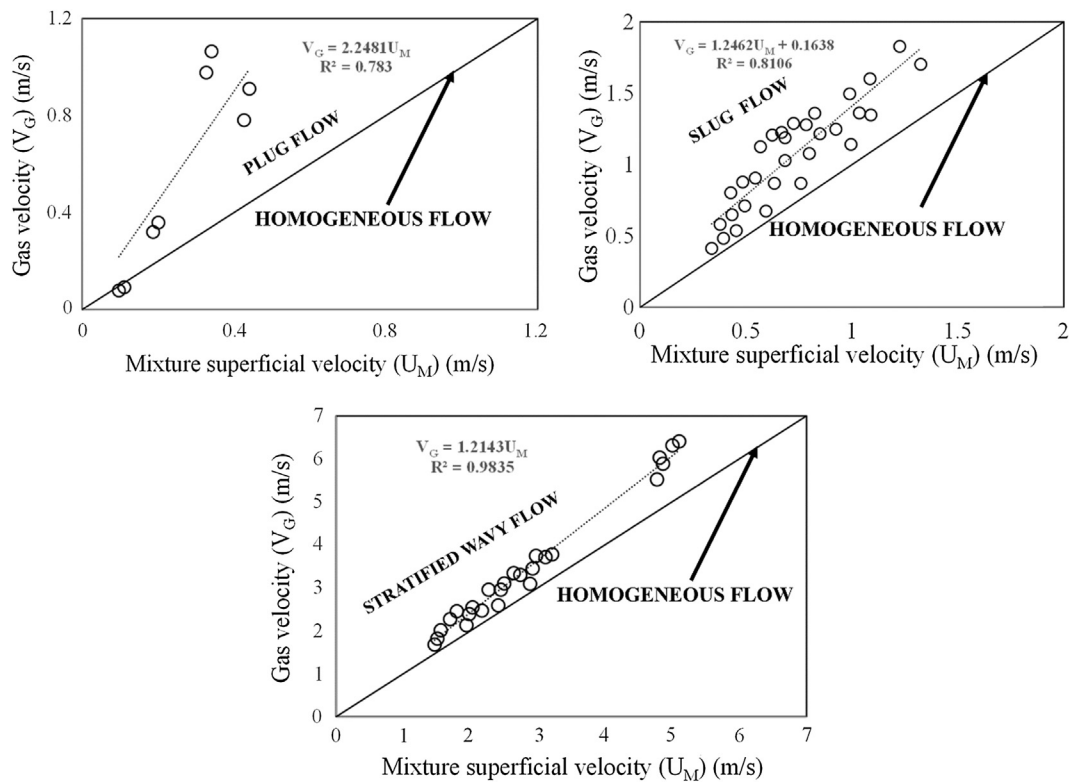 1.2
0.8
0.4
0
0
0.4
0.8
1.2
Gas velocity (V_G) (m/s)
V_G = 2.2481U_M
R² = 0.783
PLUG FLOW
HOMOGENEOUS FLOW
Mixture superficial velocity (U_M) (m/s)
2
1.5
1
0.5
0
0
0.5
1
1.5
2
Gas velocity (V_G) (m/s)
V_G = 1.2462U_M + 0.1638
R² = 0.8106
SLUG FLOW
HOMOGENEOUS FLOW
Mixture superficial velocity (U_M) (m/s)
7
6
5
4
3
2
1
0
0
1
2
3
4
5
6
7
Gas velocity (V_G) (m/s)
V_G = 1.2143U_M
R² = 0.9835
STRATIFIED WAVY FLOW
HOMOGENEOUS FLOW
Mixture superficial velocity (U_M) (m/s)